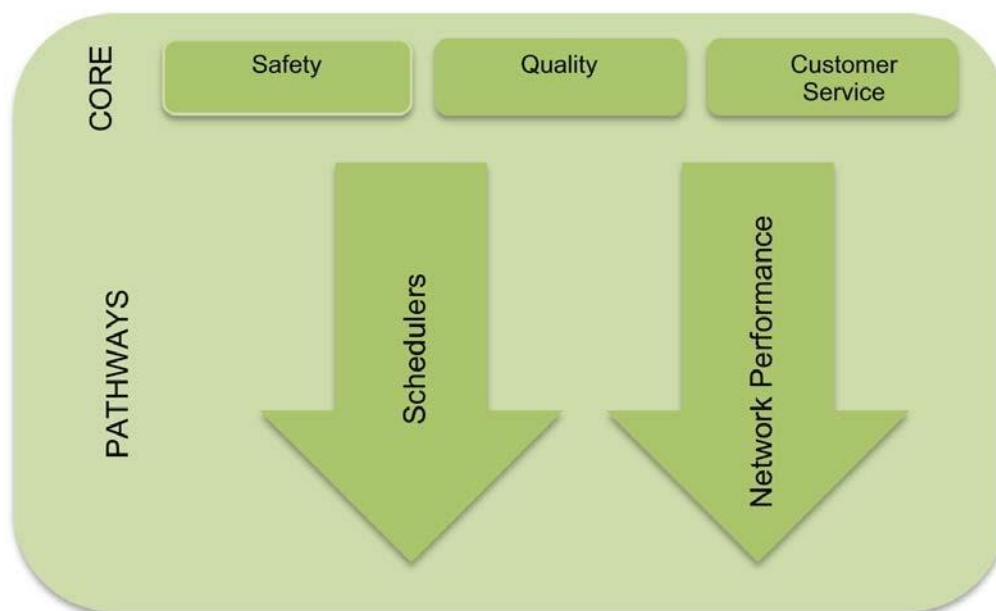 CORE
Safety
Quality
Customer
Service
PATHWAYS
Schedulers
Network Performance